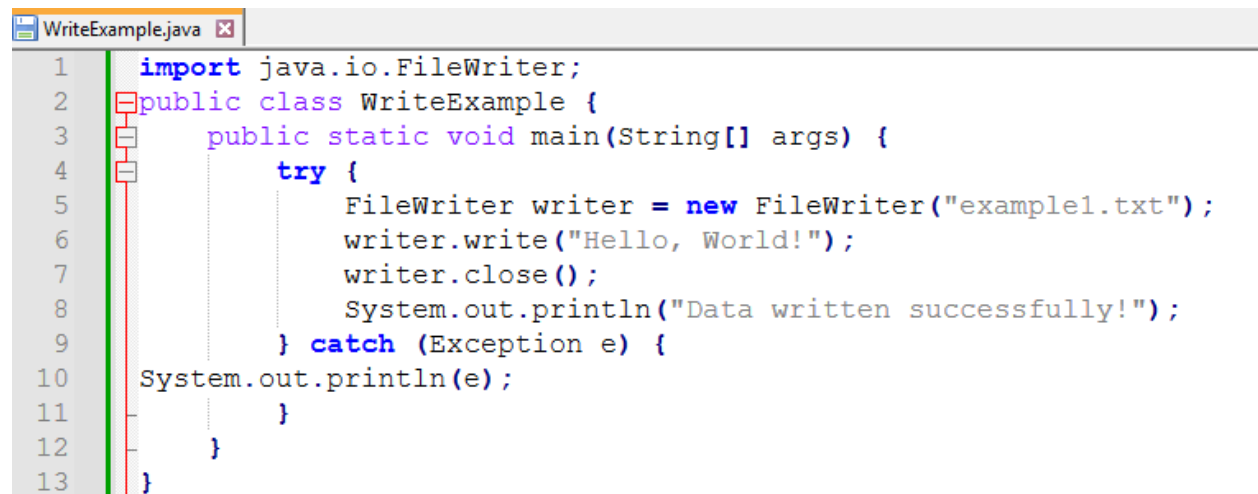 WriteExample.java
1 import java.io.FileWriter;
2 public class WriteExample {
3     public static void main(String[] args) {
4         try {
5             FileWriter writer = new FileWriter("example1.txt");
6             writer.write("Hello, World!");
7             writer.close();
8             System.out.println("Data written successfully!");
9         } catch (Exception e) {
10 System.out.println(e);
11         }
12     }
13 }